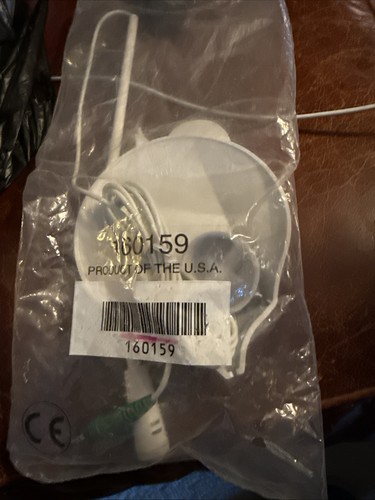 160159
PRODUCT OF THE U.S.A.
160159
CE